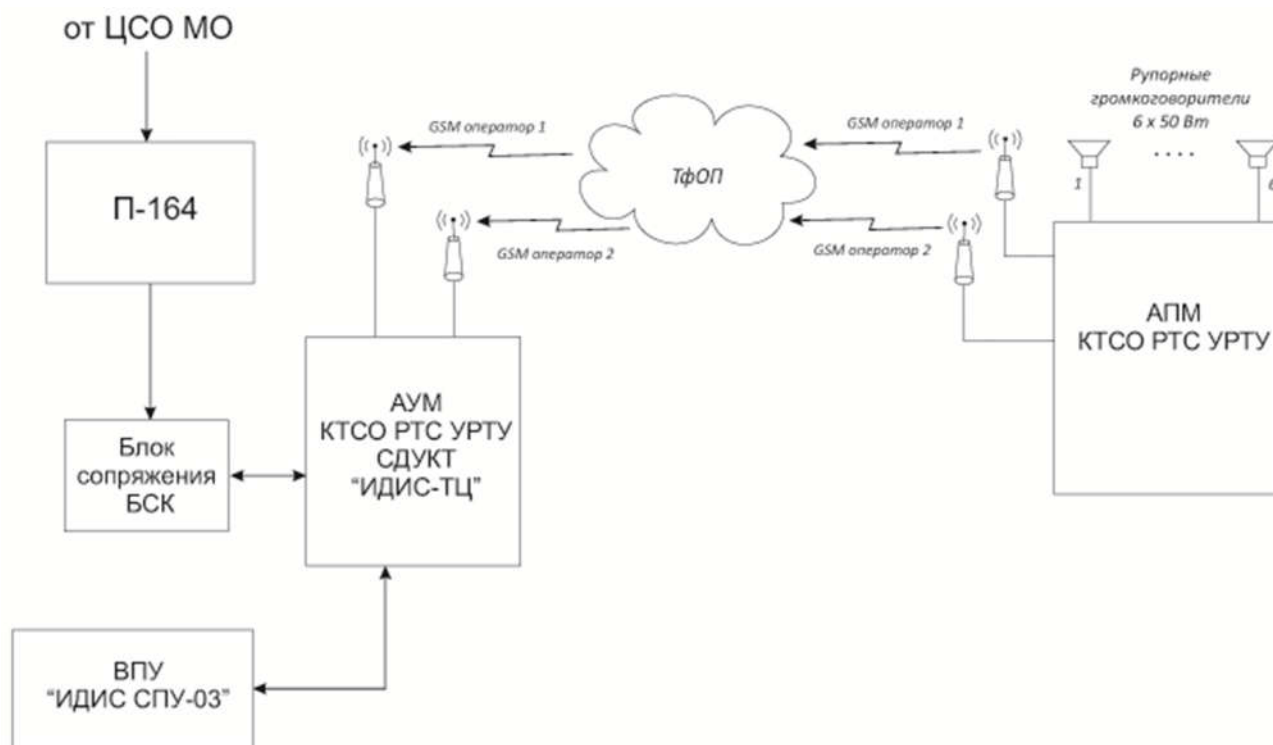 от ЦСО МО
П-164
Блок
сопряжения
БСК
АУМ
КТСО РТС УРТУ
СДУКТ
“ИДИС-ТЦ”
ВПУ
“ИДИС СПУ-03”
GSM оператор 1
GSM оператор 2
ТфОП
GSM оператор 1
GSM оператор 2
Рупорные
громкоговорители
6 x 50 Вт
1
6
АПМ
КТСО РТС УРТУ